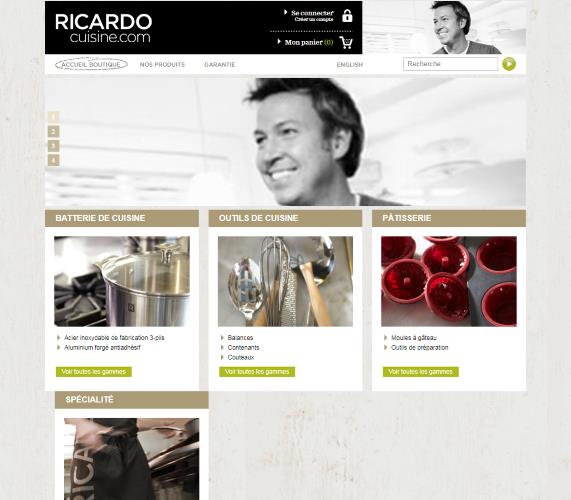 RICARDO
cuisine.com
Se connecter
Créer un compte
Mon panier (0)
ACCUEIL BOUTIQUE
NOS PRODUITS
GARANTIE
ENGLISH
Recherche
1
2
3
4
BATTERIE DE CUISINE
OUTILS DE CUISINE
PÂTISSERIE
Acier inoxydable de fabrication 3-plis
Aluminium forgé antiadhésif
Balances
Contenants
Couteaux
Moules à gâteau
Outils de préparation
Voir toutes les gammes
Voir toutes les gammes
Voir toutes les gammes
SPÉCIALITÉ
RICA